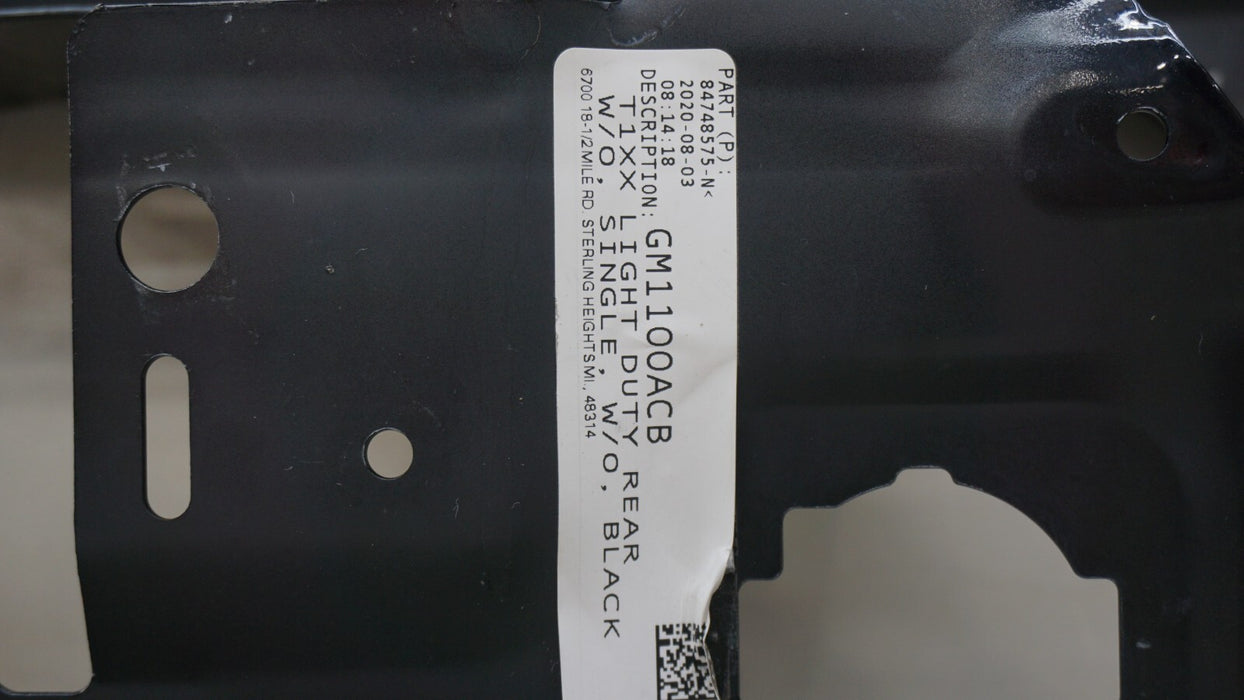 PART (P):
84748575-N<
2020-08-03
08:14:18
DESCRIPTION: GM1100ACB
T1XX LIGHT DUTY REAR
W/O, SINGLE, W/O, BLACK
6700 18-1/2 MILE RD. STERLING HEIGHTS MI., 48314